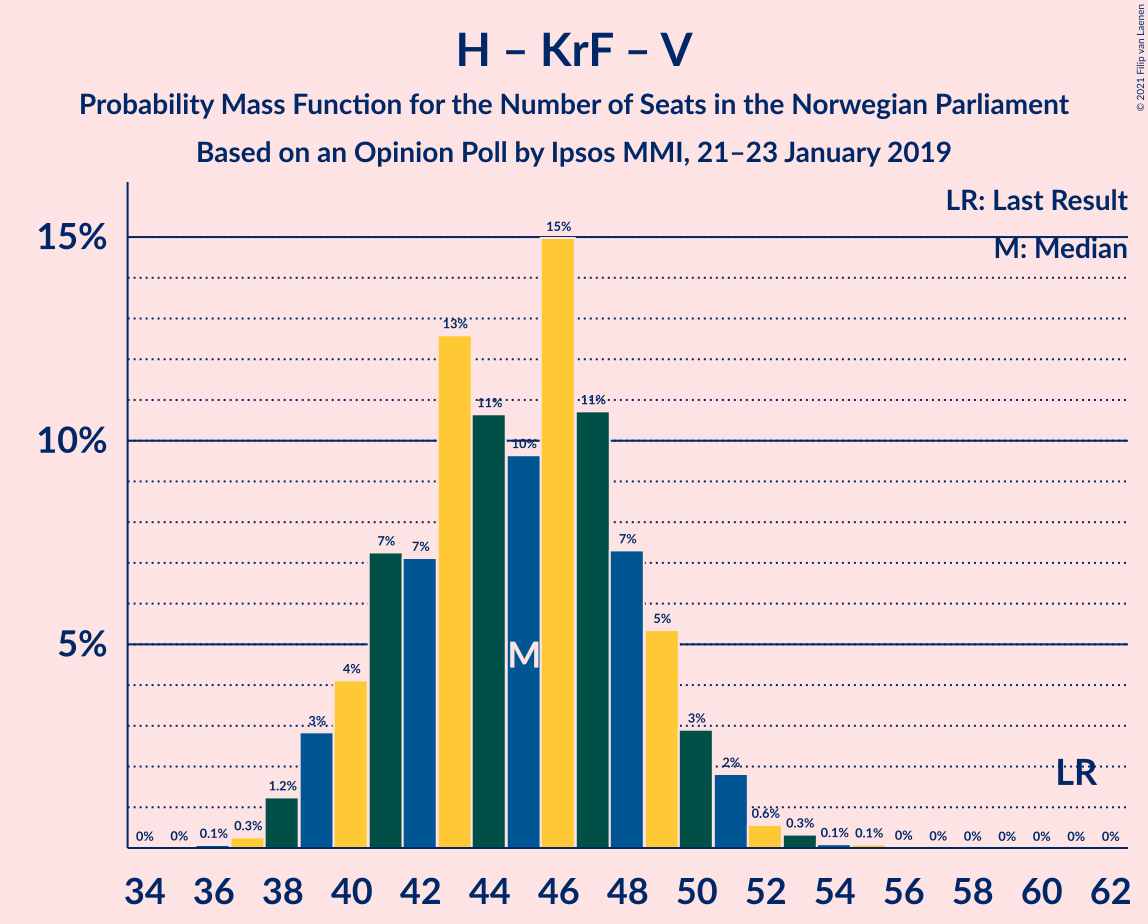 H – KrF – V
Probability Mass Function for the Number of Seats in the Norwegian Parliament
Based on an Opinion Poll by Ipsos MMI, 21–23 January 2019
© 2021 Filip van Laenen
LR: Last Result
M: Median
15%
10%
5%
0% 0% 0.1% 0.3% 1.2% 3% 4% 7% 7% 13% 11% 10% 15% 11% 7% 5% 3% 2% 0.6% 0.3% 0.1% 0.1% 0% 0% 0% 0% 0% 0% 0%
M
LR
34 36 38 40 42 44 46 48 50 52 54 56 58 60 62